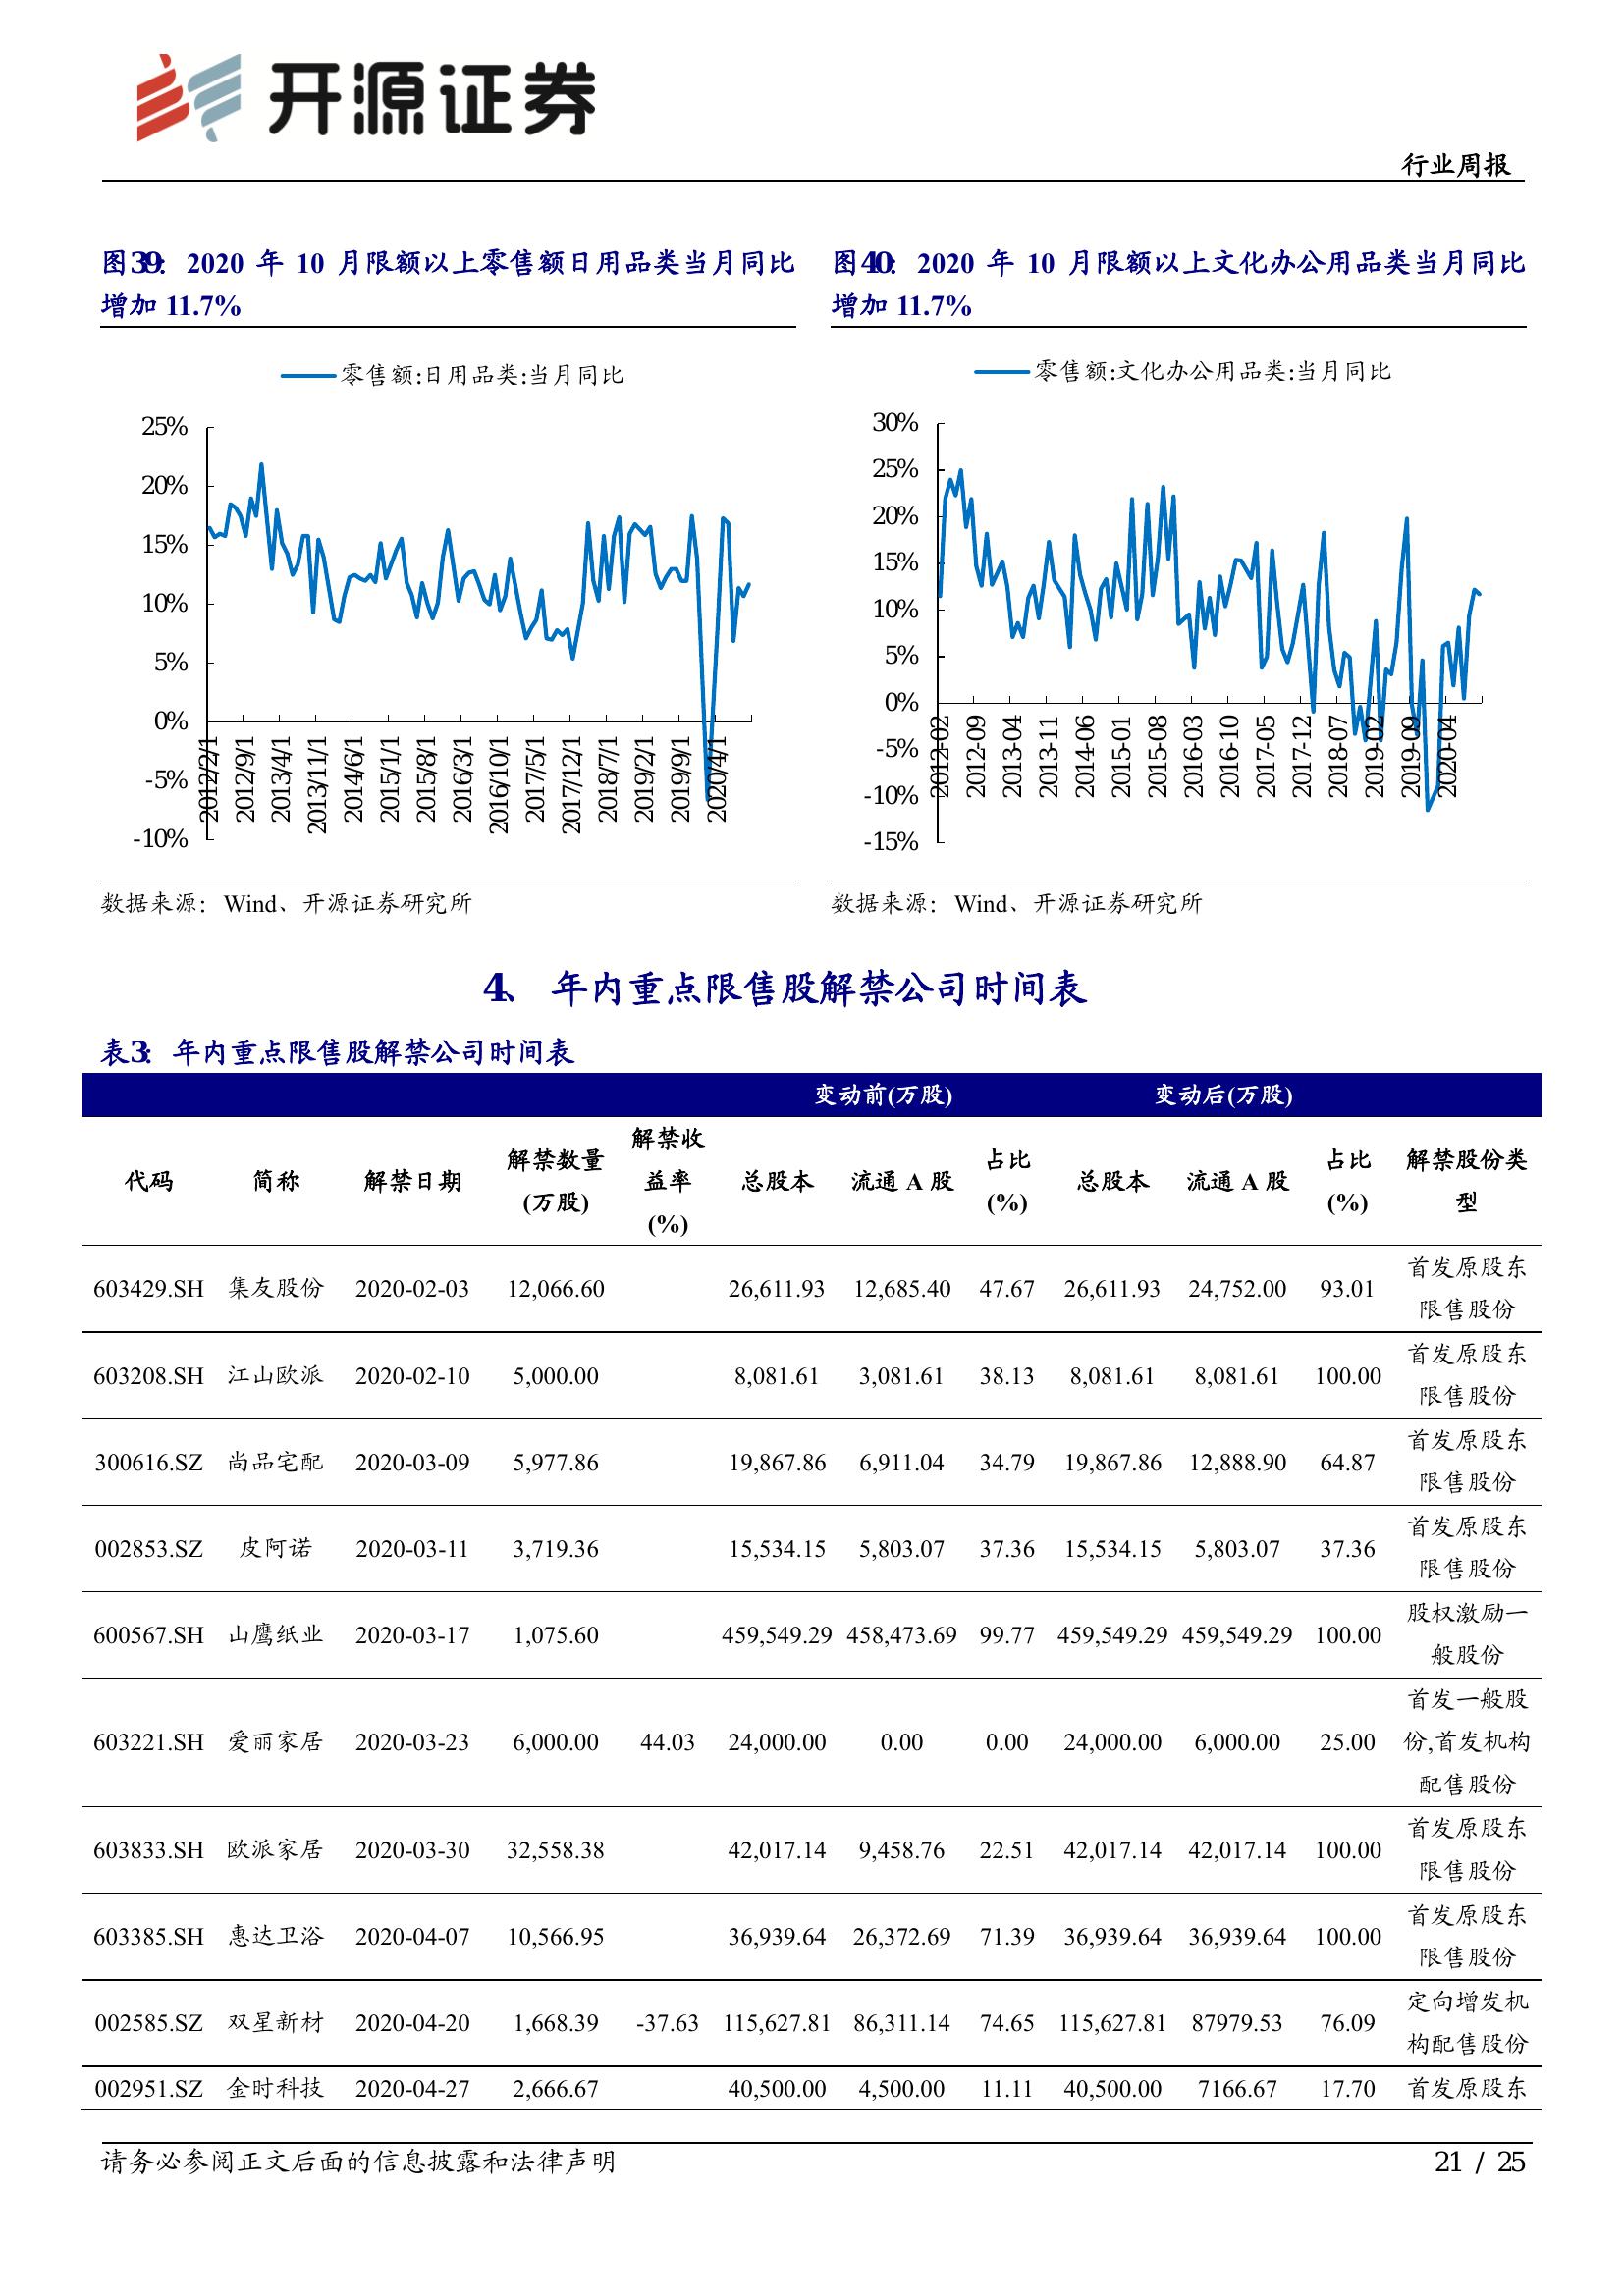 开源证券
行业周报
图39：2020 年 10 月限额以上零售额日用品类当月同比
增加 11.7%
图40：2020 年 10 月限额以上文化办公用品类当月同比
增加 11.7%
零售额:日用品类:当月同比
25%
20%
15%
10%
5%
0%
-5%
-10%
2012/2/1
2012/9/1
2013/4/1
2013/11/1
2014/6/1
2015/1/1
2015/8/1
2016/3/1
2016/10/1
2017/5/1
2017/12/1
2018/7/1
2019/2/1
2019/9/1
2020/4/1
零售额:文化办公用品类:当月同比
30%
25%
20%
15%
10%
5%
0%
-5%
-10%
-15%
2012-02
2012-09
2013-04
2013-11
2014-06
2015-01
2015-08
2016-03
2016-10
2017-05
2017-12
2018-07
2019-02
2019-09
2020-04
数据来源：Wind、开源证券研究所
数据来源：Wind、开源证券研究所
4、 年内重点限售股解禁公司时间表
表3：年内重点限售股解禁公司时间表
变动前(万股) 变动后(万股)
代码 简称 解禁日期 解禁数量(万股) 解禁收益率(%) 总股本 流通 A 股 占比(%) 总股本 流通 A 股 占比(%) 解禁股份类型
603429.SH 集友股份 2020-02-03 12,066.60 26,611.93 12,685.40 47.67 26,611.93 24,752.00 93.01 首发原股东限售股份
603208.SH 江山欧派 2020-02-10 5,000.00 8,081.61 3,081.61 38.13 8,081.61 8,081.61 100.00 首发原股东限售股份
300616.SZ 尚品宅配 2020-03-09 5,977.86 19,867.86 6,911.04 34.79 19,867.86 12,888.90 64.87 首发原股东限售股份
002853.SZ 皮阿诺 2020-03-11 3,719.36 15,534.15 5,803.07 37.36 15,534.15 5,803.07 37.36 首发原股东限售股份
600567.SH 山鹰纸业 2020-03-17 1,075.60 459,549.29 458,473.69 99.77 459,549.29 459,549.29 100.00 股权激励一般股份
603221.SH 爱丽家居 2020-03-23 6,000.00 44.03 24,000.00 0.00 0.00 24,000.00 6,000.00 25.00 首发一般股份,首发机构配售股份
603833.SH 欧派家居 2020-03-30 32,558.38 42,017.14 9,458.76 22.51 42,017.14 42,017.14 100.00 首发原股东限售股份
603385.SH 惠达卫浴 2020-04-07 10,566.95 36,939.64 26,372.69 71.39 36,939.64 36,939.64 100.00 首发原股东限售股份
002585.SZ 双星新材 2020-04-20 1,668.39 -37.63 115,627.81 86,311.14 74.65 115,627.81 87979.53 76.09 定向增发机构配售股份
002951.SZ 金时科技 2020-04-27 2,666.67 40,500.00 4,500.00 11.11 40,500.00 7166.67 17.70 首发原股东
请务必参阅正文后面的信息披露和法律声明
21 / 25